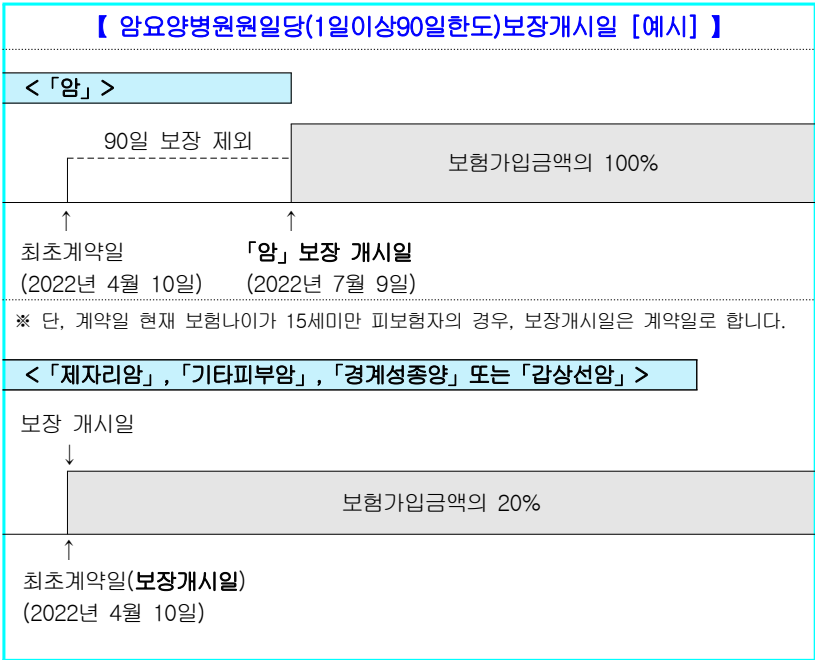 【 암요양병원원일당(1일이상90일한도)보장개시일 [예시] 】
<「암」>
90일 보장 제외
보험가입금액의 100%
↑ ↑
최초계약일 「암」보장 개시일
(2022년 4월 10일) (2022년 7월 9일)
※ 단, 계약일 현재 보험나이가 15세미만 피보험자의 경우, 보장개시일은 계약일로 합니다.
<「제자리암」,「기타피부암」,「경계성종양」또는「갑상선암」>
보장 개시일
↓
보험가입금액의 20%
↑
최초계약일(보장개시일)
(2022년 4월 10일)